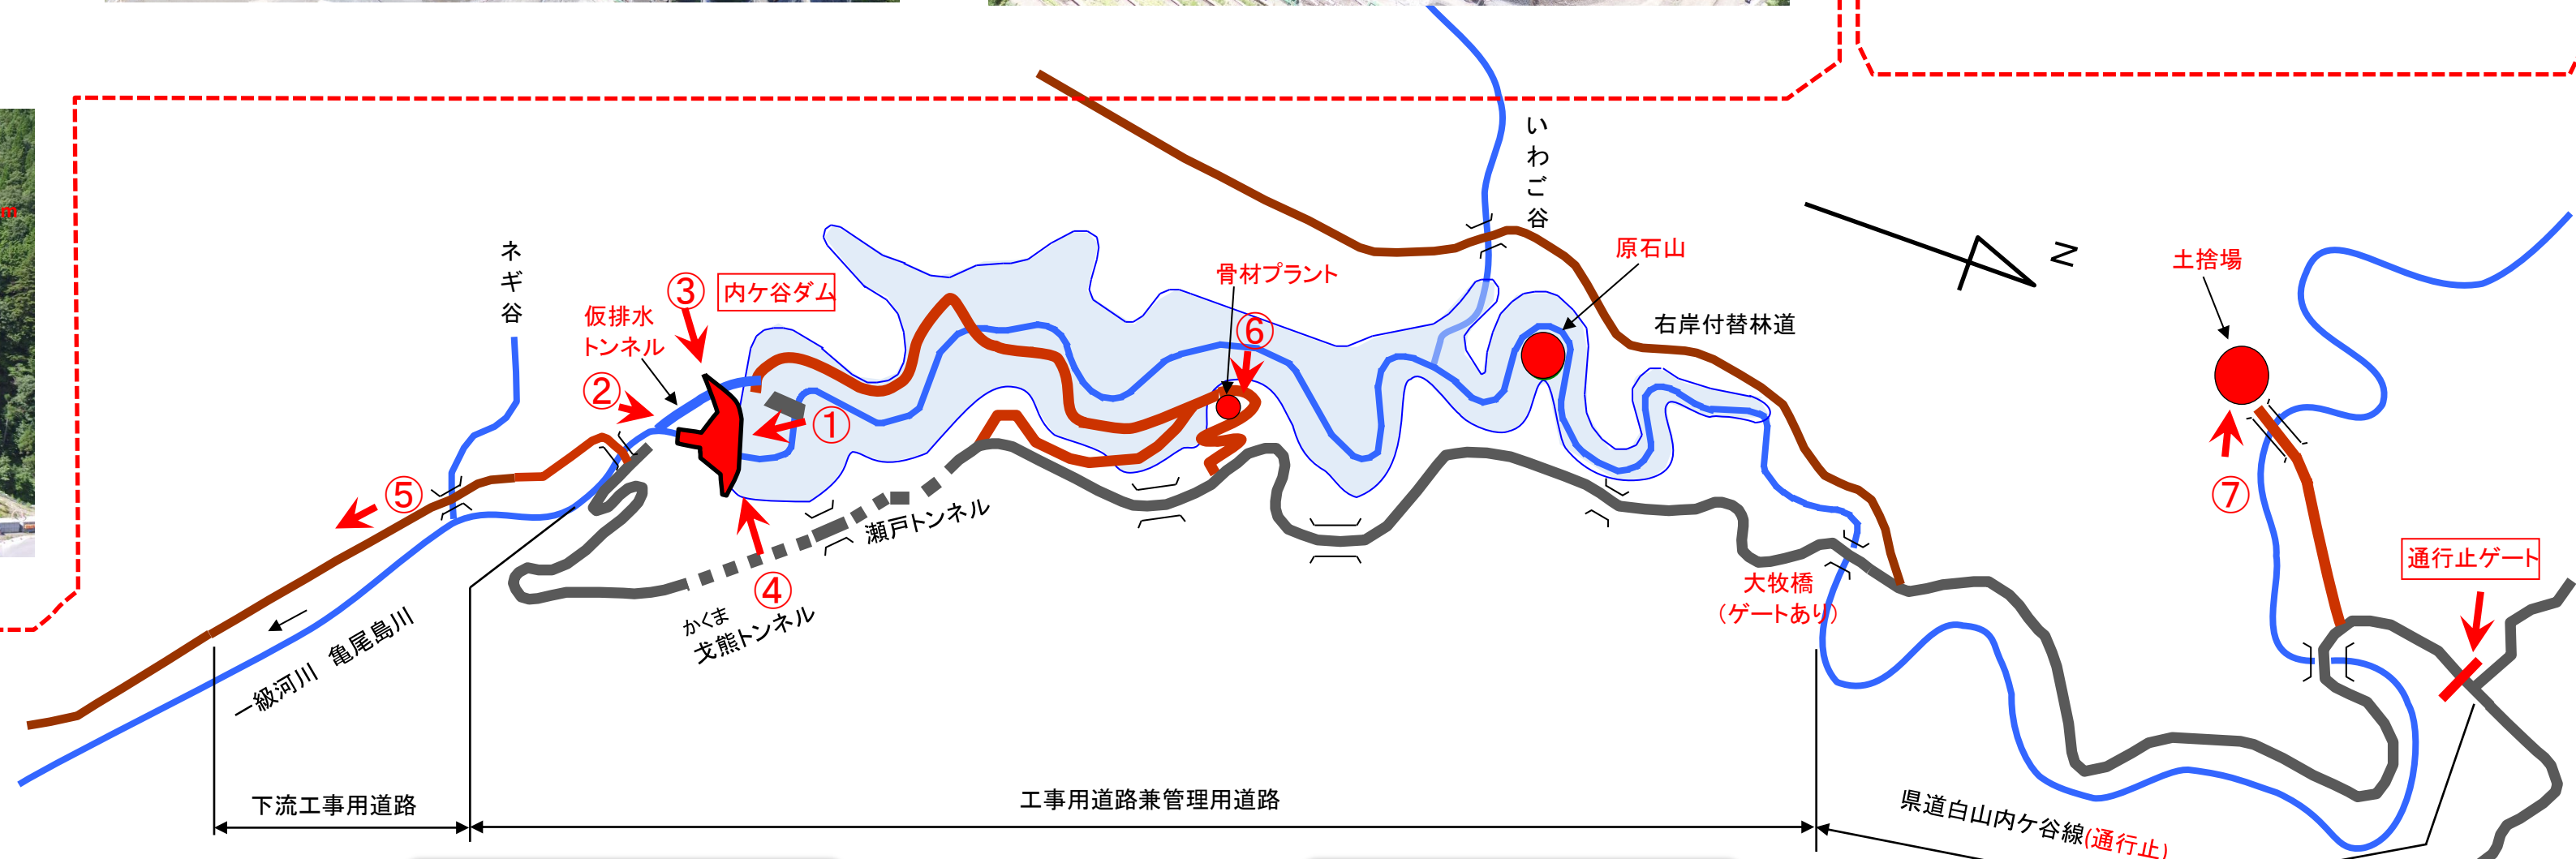 m
いわご谷
N
ネギ谷
原石山
土捨場
骨材プラント
③
内ケ谷ダム
仮排水
トンネル
⑥
右岸付替林道
②
①
⑤
⑦
瀬戸トンネル
通行止ゲート
④
大牧橋
（ゲートあり）
かくま
戈熊トンネル
一級河川 亀尾島川
下流工事用道路
工事用道路兼管理用道路
県道白山内ケ谷線(通行止)